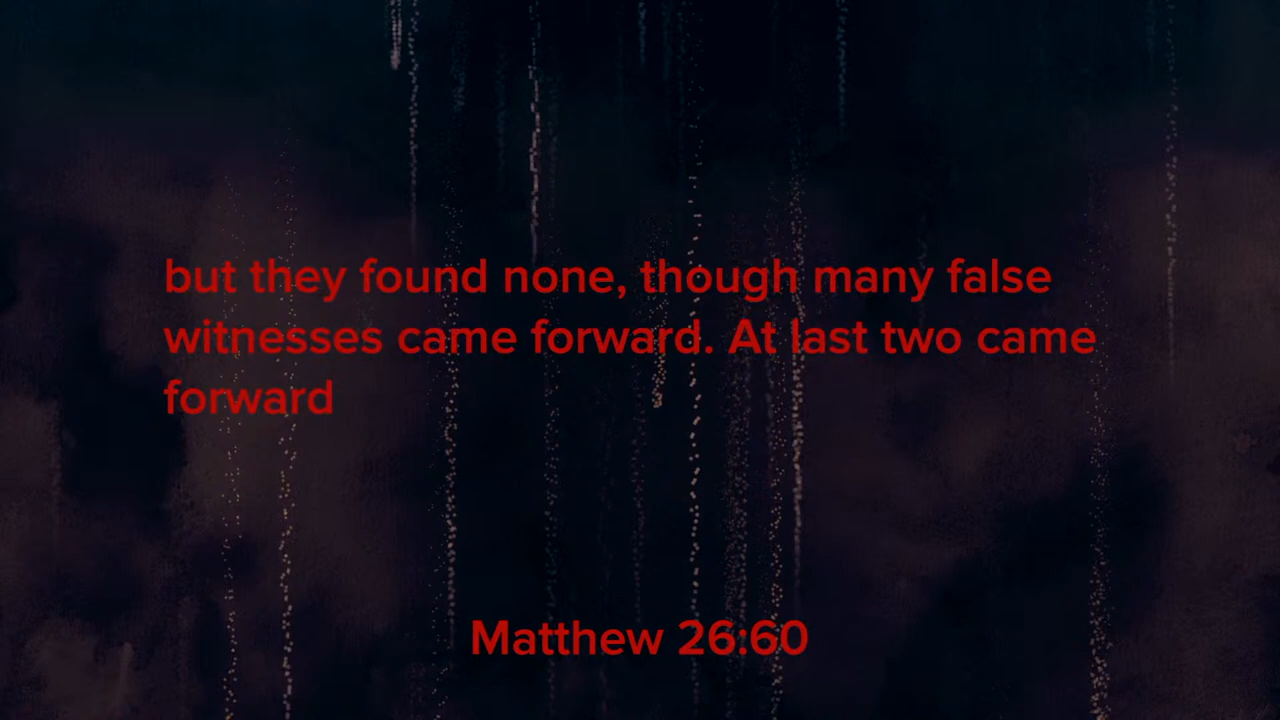 but they found none, though many false
witnesses came forward. At last two came
forward
Matthew 26:60